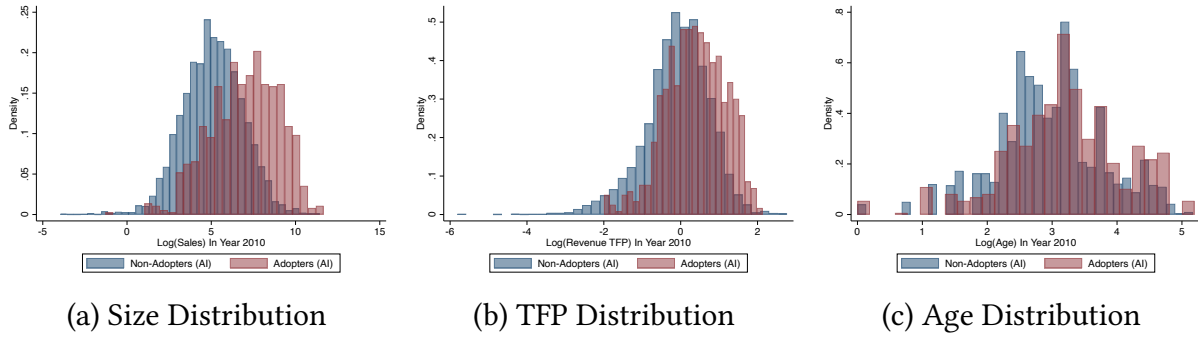 .25
.2
.15
.1
.05
0
Density
-5 0 5 10 15
Log(Sales) In Year 2010
Non-Adopters (AI) Adopters (AI)
(a) Size Distribution
.5
.4
.3
.2
.1
0
Density
-6 -4 -2 0 2
Log(Revenue TFP) In Year 2010
Non-Adopters (AI) Adopters (AI)
(b) TFP Distribution
.8
.6
.4
.2
0
Density
0 1 2 3 4 5
Log(Age) In Year 2010
Non-Adopters (AI) Adopters (AI)
(c) Age Distribution